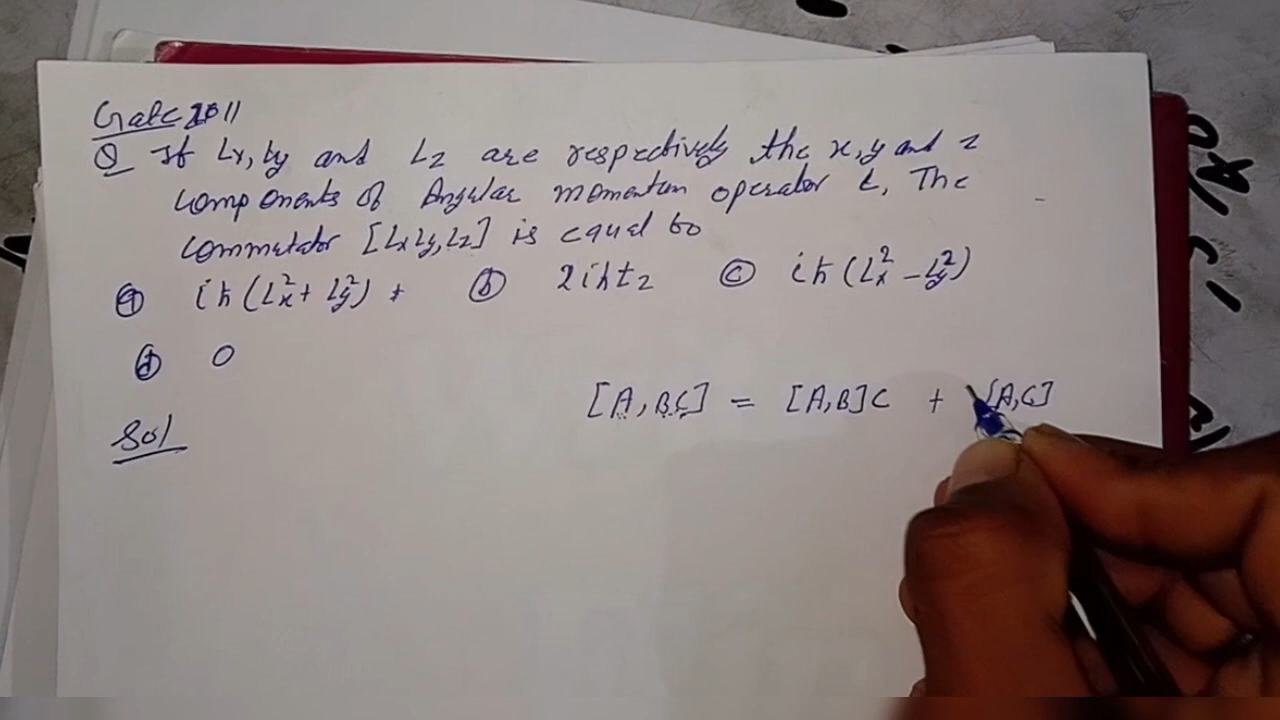 Gate 2011
Q If Lx, Ly and Lz are respectively the x, y and z
components of Angular momentum operator L, The
commutator [LxLy, Lz] is equal to
(a) iħ(Lx² + Ly²) (b) 2iħLz (c) iħ(Lx² - Ly²)
(d) 0
[A, BC] = [A,B]C + [A,C]
Sol